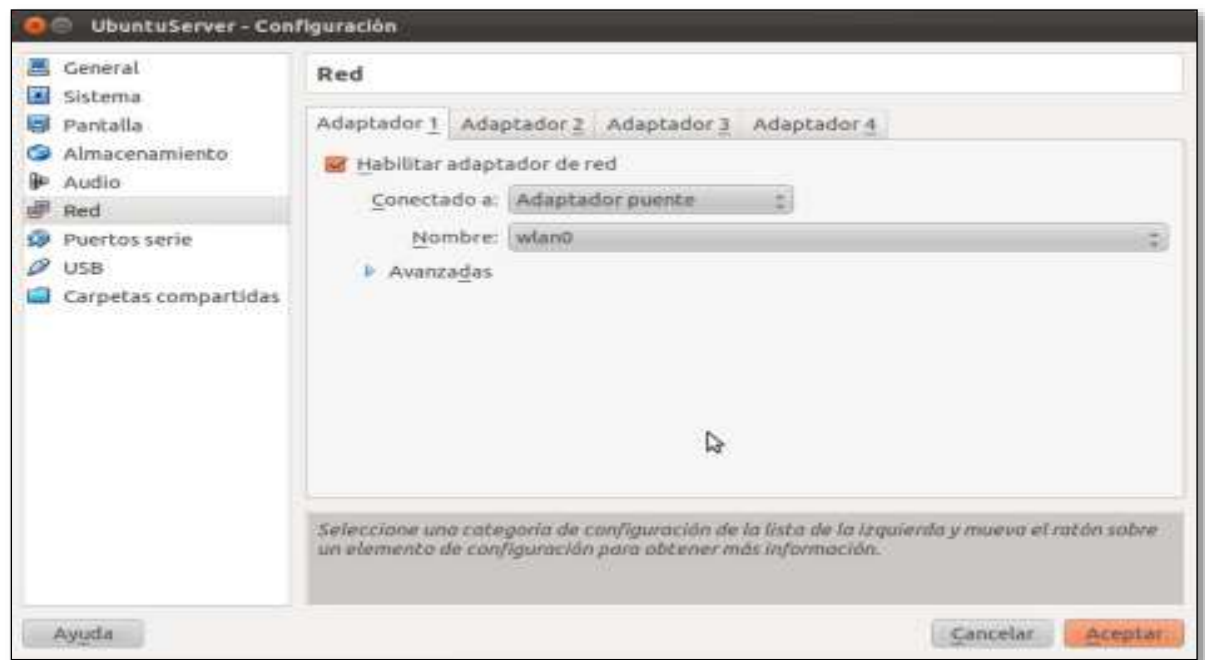 UbuntuServer - Configuración
General
Sistema
Pantalla
Almacenamiento
Audio
Red
Puertos serie
USB
Carpetas compartidas
Red
Adaptador 1 Adaptador 2 Adaptador 3 Adaptador 4
Habilitar adaptador de red
Conectado a: Adaptador puente
Nombre: wlan0
Avanzadas
Seleccione una categoría de configuración de la lista de la izquierda y mueva el ratón sobre
un elemento de configuración para obtener más información.
Ayuda Cancelar Aceptar